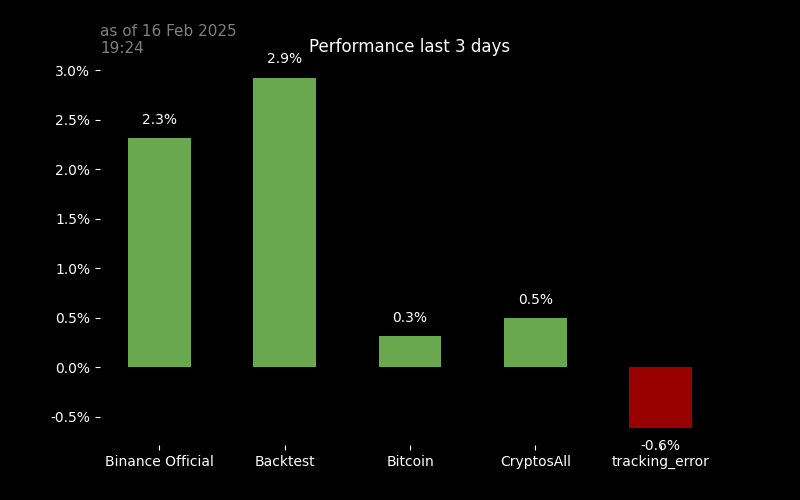 as of 16 Feb 2025
19:24
Performance last 3 days
3.0%
2.5%
2.0%
1.5%
1.0%
0.5%
0.0%
-0.5%
2.3%
2.9%
0.3%
0.5%
-0.6%
Binance Official
Backtest
Bitcoin
CryptosAll
tracking_error